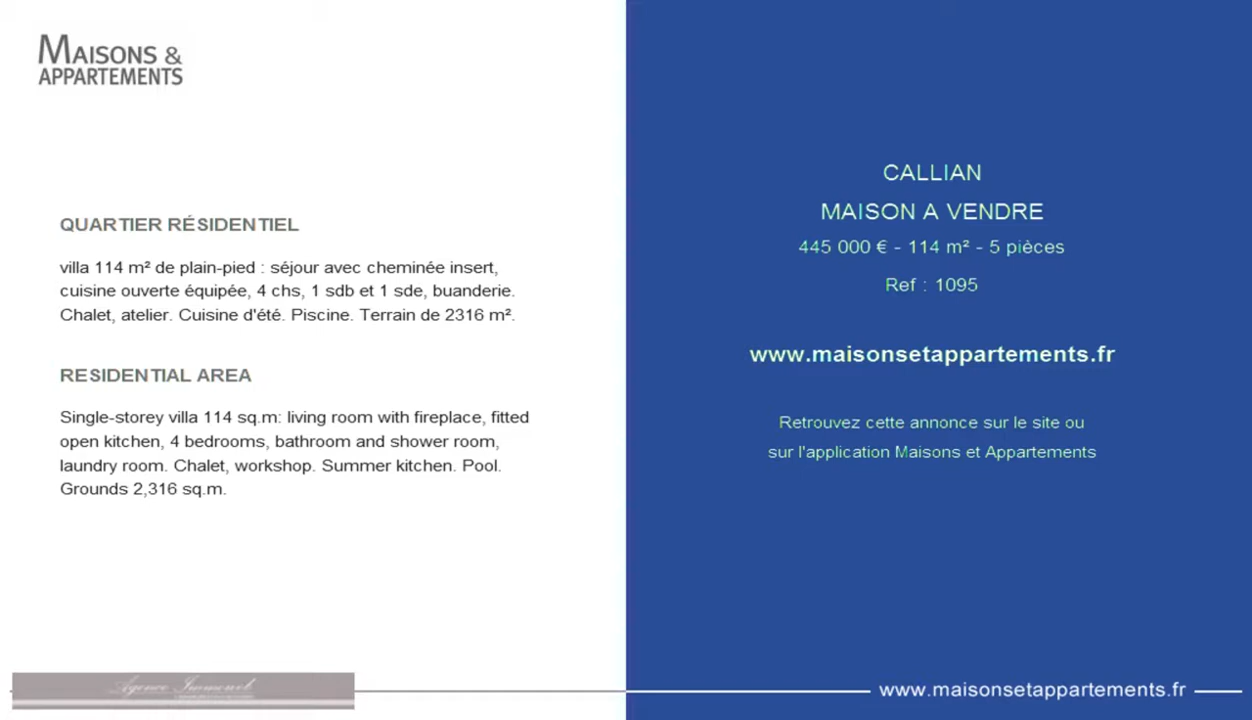 MAISONS &
APPARTEMENTS
QUARTIER RÉSIDENTIEL
villa 114 m² de plain-pied : séjour avec cheminée insert,
cuisine ouverte équipée, 4 chs, 1 sdb et 1 sde, buanderie.
Chalet, atelier. Cuisine d'été. Piscine. Terrain de 2316 m².
RESIDENTIAL AREA
Single-storey villa 114 sq.m: living room with fireplace, fitted
open kitchen, 4 bedrooms, bathroom and shower room,
laundry room. Chalet, workshop. Summer kitchen. Pool.
Grounds 2,316 sq.m.
CALLIAN
MAISON A VENDRE
445 000 € - 114 m² - 5 pièces
Ref : 1095
www.maisonsetappartements.fr
Retrouvez cette annonce sur le site ou
sur l'application Maisons et Appartements
Agence
www.maisonsetappartements.fr